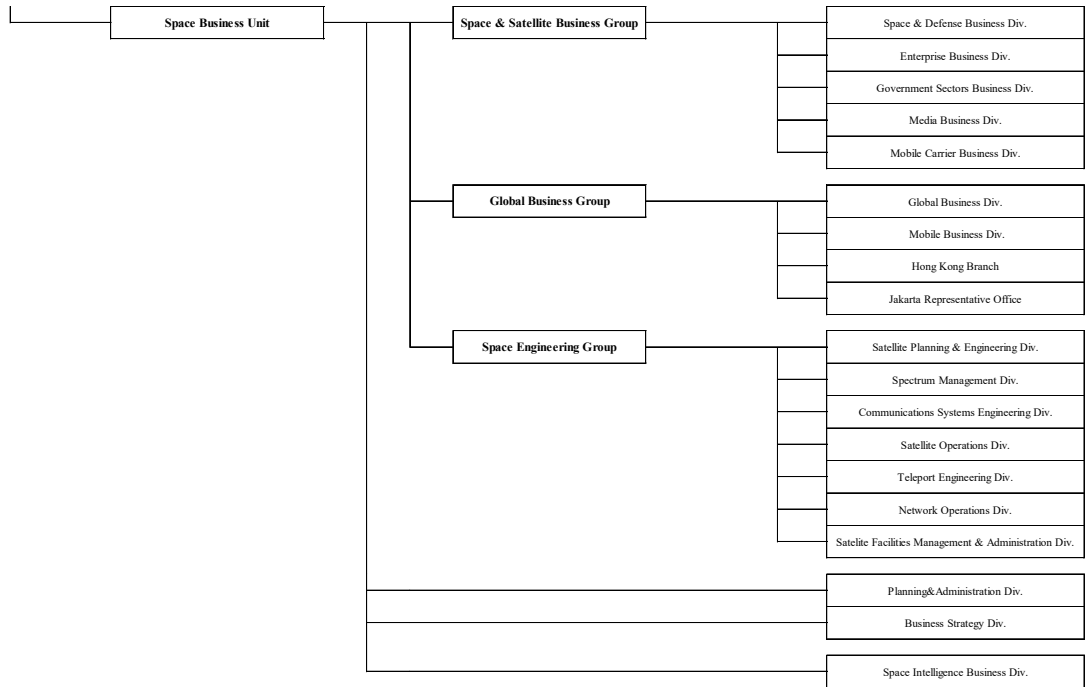 Space Business Unit
Space & Satellite Business Group
Space & Defense Business Div.
Enterprise Business Div.
Government Sectors Business Div.
Media Business Div.
Mobile Carrier Business Div.
Global Business Group
Global Business Div.
Mobile Business Div.
Hong Kong Branch
Jakarta Representative Office
Space Engineering Group
Satellite Planning & Engineering Div.
Spectrum Management Div.
Communications Systems Engineering Div.
Satellite Operations Div.
Teleport Engineering Div.
Network Operations Div.
Satelite Facilities Management & Administration Div.
Planning&Administration Div.
Business Strategy Div.
Space Intelligence Business Div.